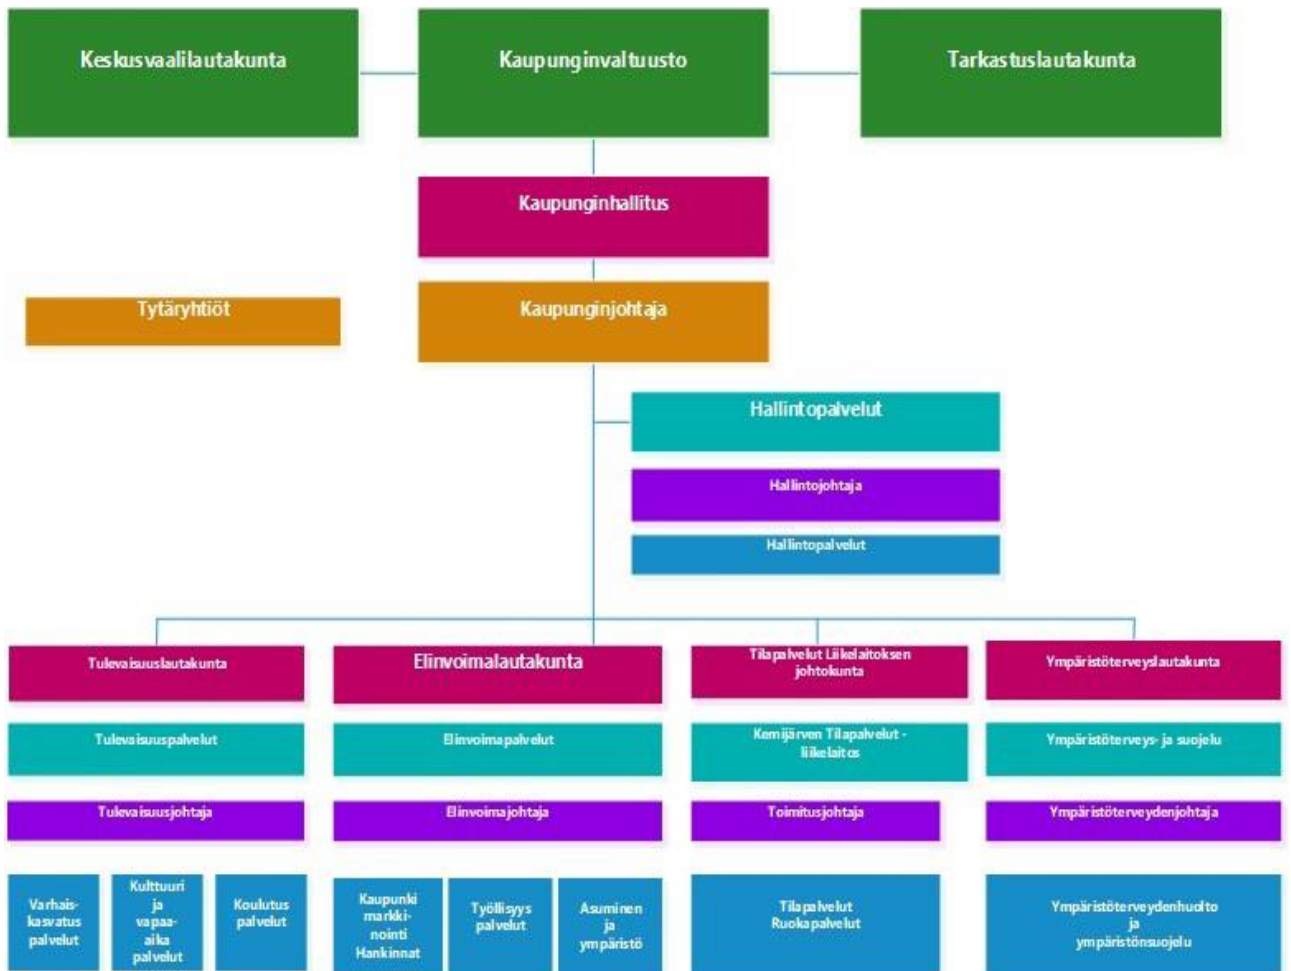 Keskusvaalilautakunta
Kaupunginvaltuusto
Tarkastuslautakunta
Kaupunginhallitus
Tytäryhtiöt
Kaupunginjohtaja
Hallintopalvelut
Hallintojohtaja
Hallintopalvelut
Tulevaisuuslautakunta
Elinvoimalautakunta
Tilapalvelut Liikelaitoksen
johtokunta
Ympäristöterveyslautakunta
Tulevaisuuspalvelut
Elinvoimapalvelut
Kemijärven Tilapalvelut -
liikelaitos
Ympäristöterveys- ja suojelu
Tulevaisuusjohtaja
Elinvoimajohtaja
Toimitusjohtaja
Ympäristöterveydenjohtaja
Varhais-
kasvatus
palvelut
Kulttuuri
ja
vapaa-
aika
palvelut
Koulutus
palvelut
Kaupunki
markki-
nointi
Hankinnat
Työllisyys
palvelut
Asuminen
ja
ympäristö
Tilapalvelut
Ruokapalvelut
Ympäristöterveydenhuolto
ja
ympäristönsuojelu